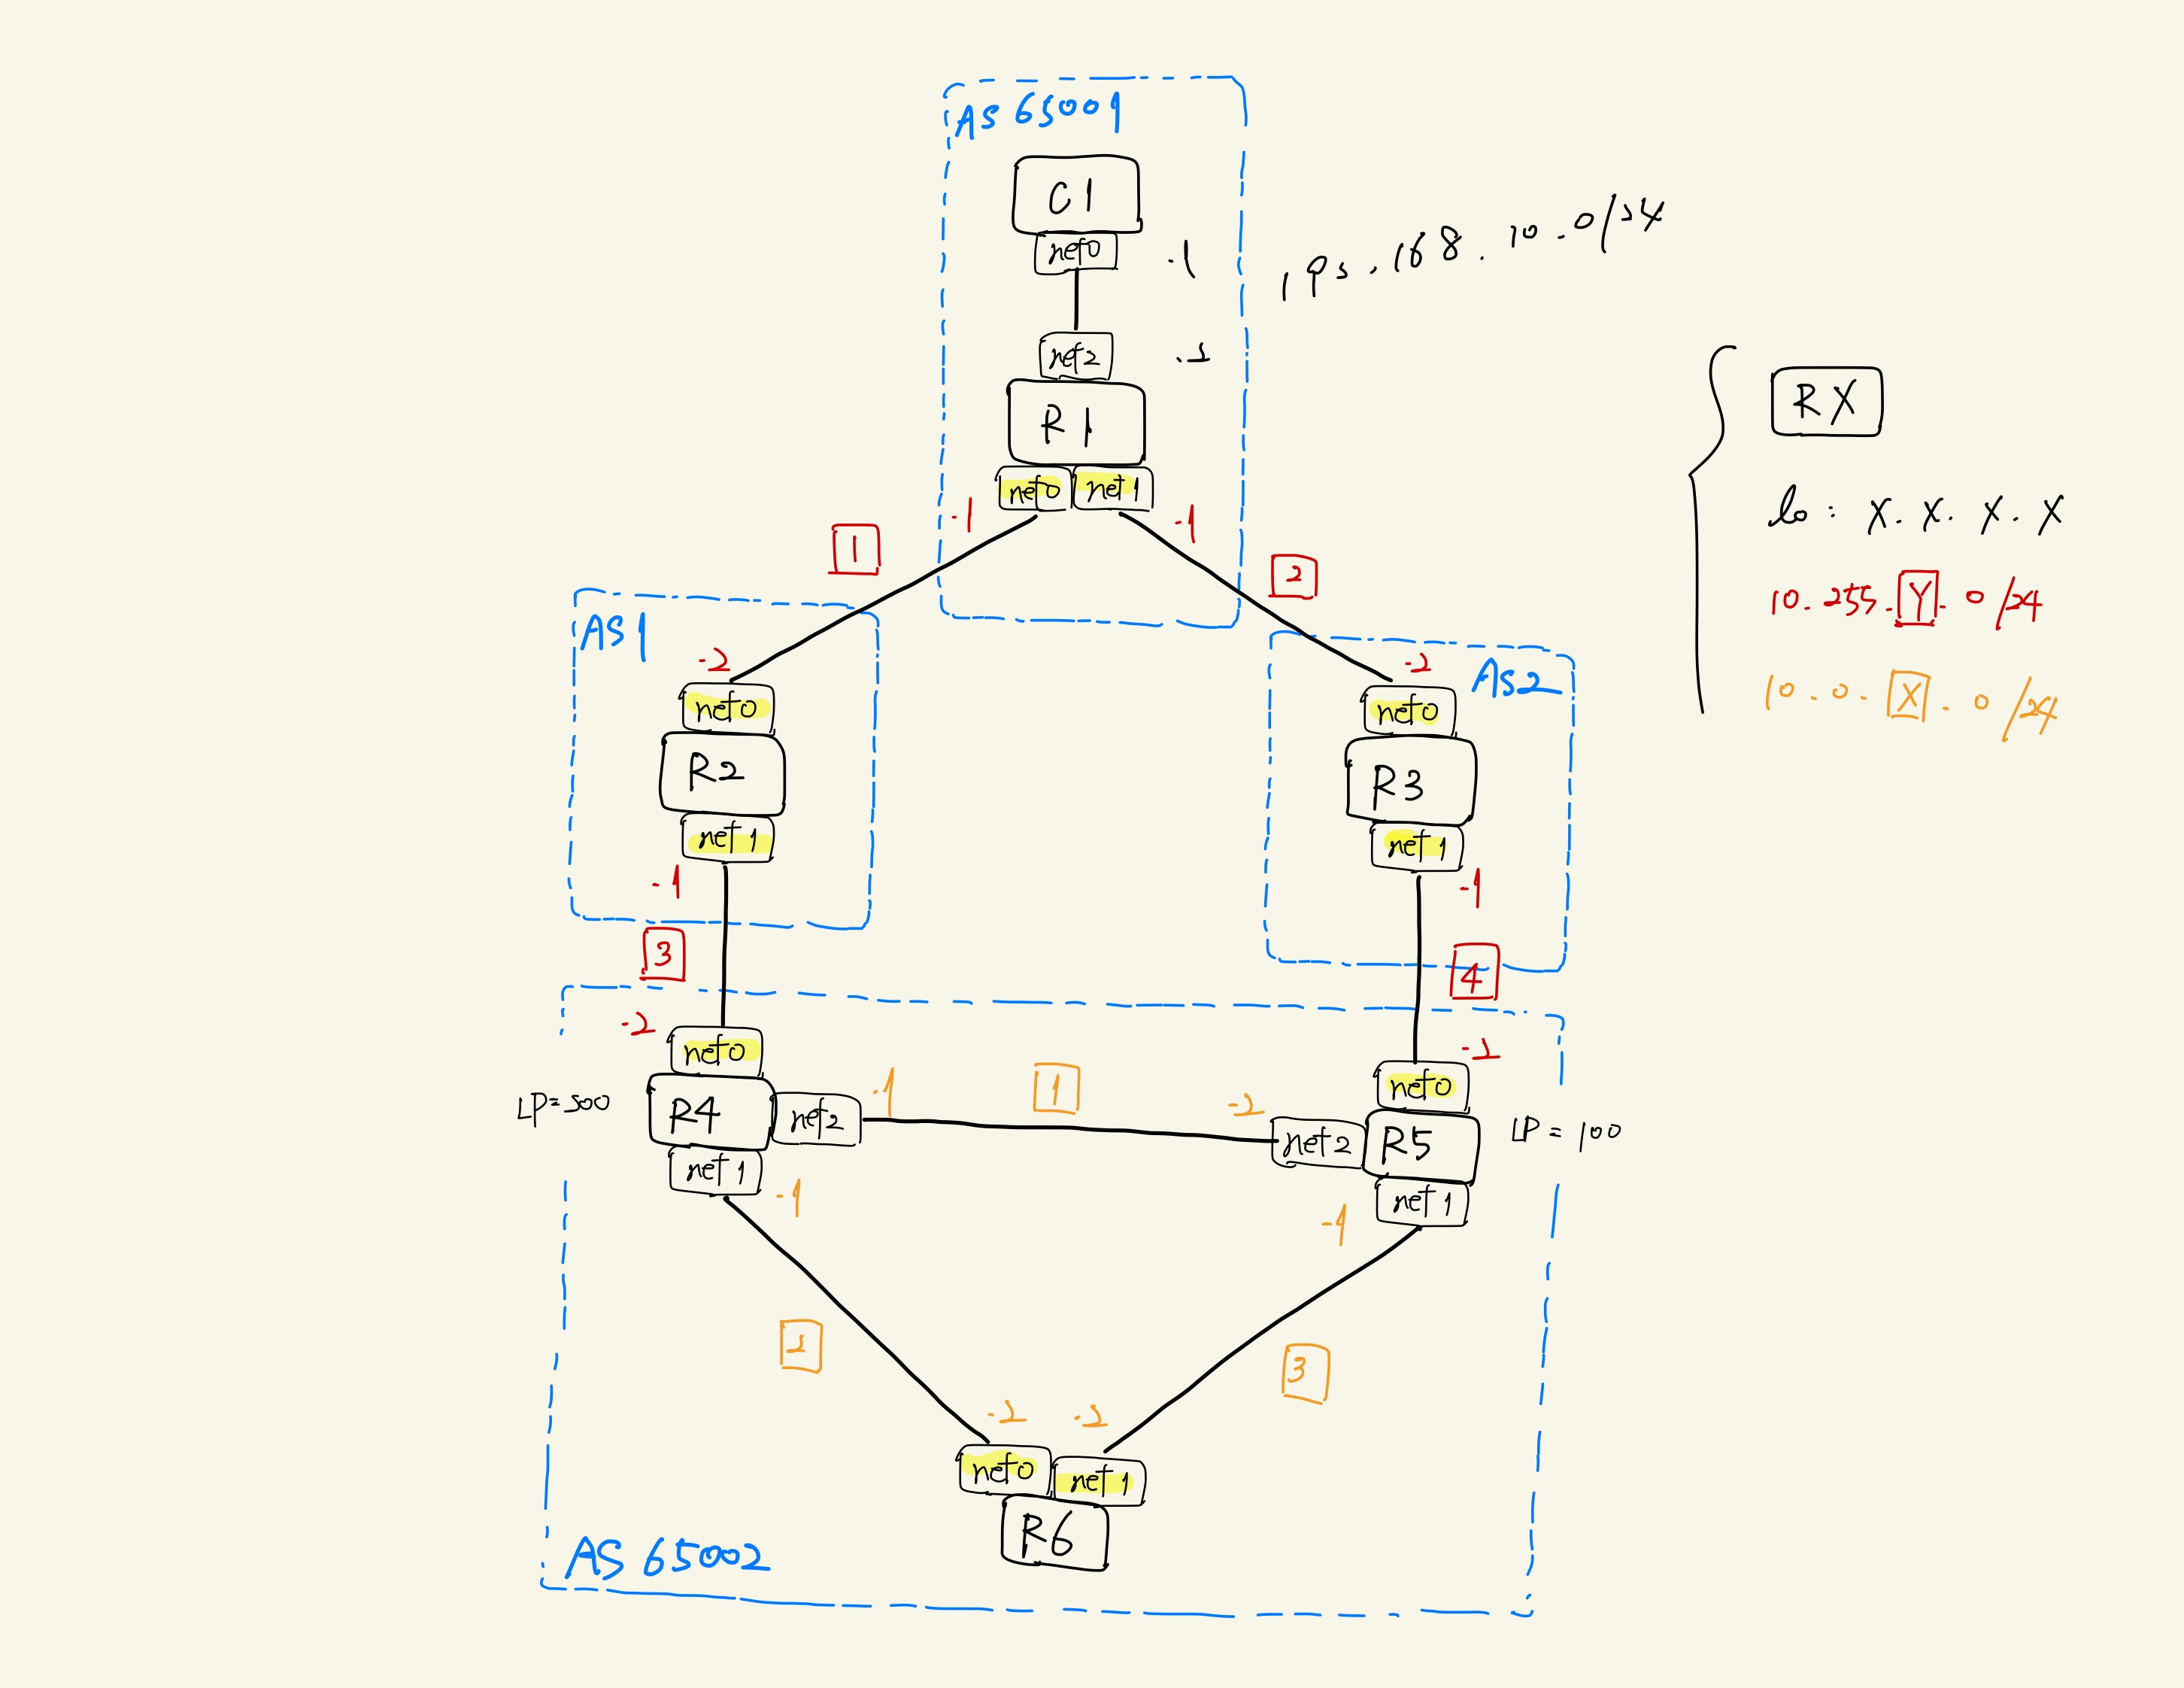 AS 65001
C1
net0
.1
192.168.10.0/24
net2
.2
R1
net0
net1
.1
.1
1
2
RX
lo: X.X.X.X
10.255.Y.0/24
10.0.X.0/24
AS1
.2
net0
R2
net1
.1
3
AS2
.2
net0
R3
net1
.1
4
.2
net0
LP=200
R4
net2
.1
net1
.1
1
.2
net0
.2
net2
R5
LP = 100
net1
.1
2
3
.2
.2
net0
net1
R6
AS 65002